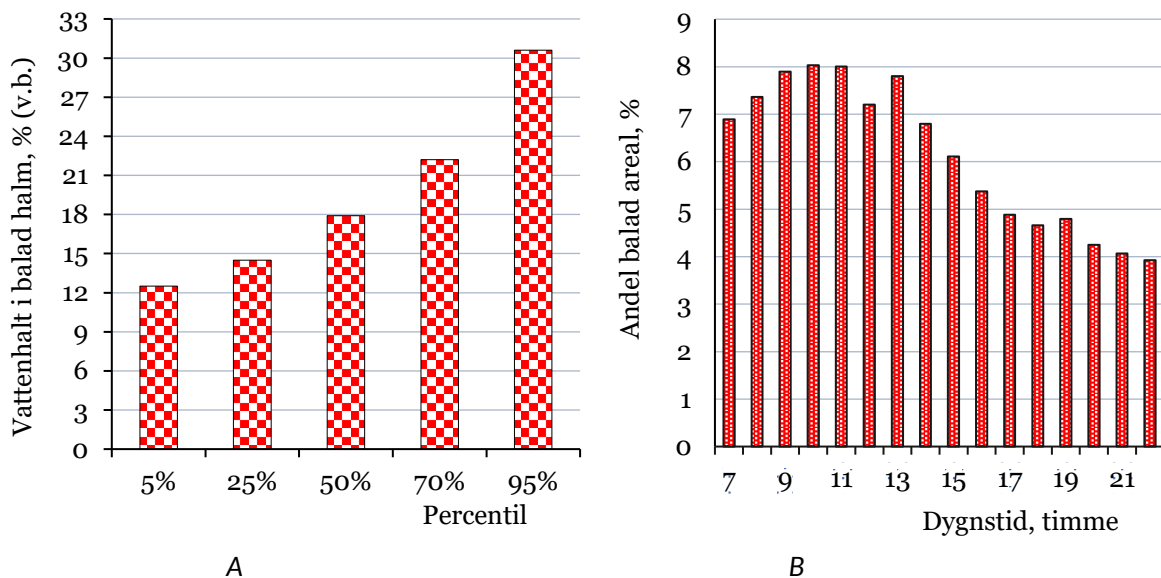 Vattenhalt i balad halm, % (v.b.)
33
30
27
24
21
18
15
12
9
6
3
0
5% 25% 50% 70% 95%
Percentil
A
Andel balad areal, %
9
8
7
6
5
4
3
2
1
0
7 9 11 13 15 17 19 21
Dygnstid, timme
B